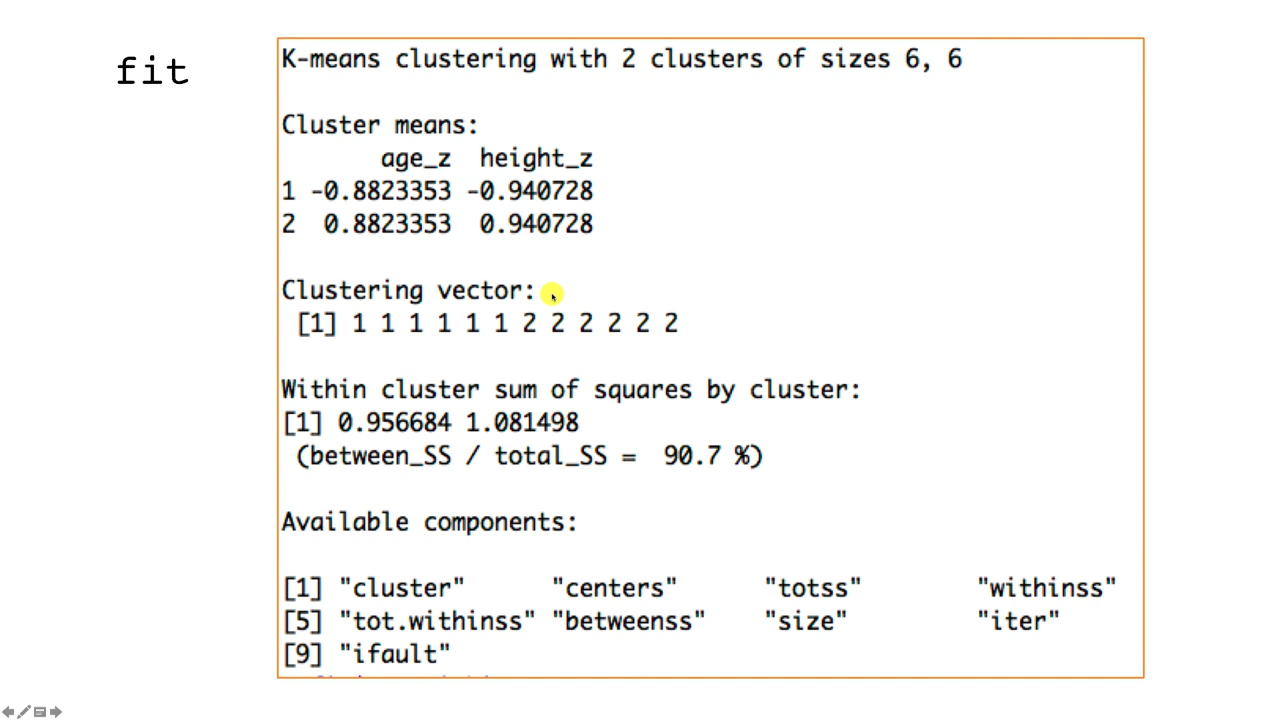 fit
K-means clustering with 2 clusters of sizes 6, 6
Cluster means:
age_z height_z
1 -0.8823353 -0.940728
2 0.8823353 0.940728
Clustering vector:
[1] 1 1 1 1 1 1 2 2 2 2 2 2
Within cluster sum of squares by cluster:
[1] 0.956684 1.081498
(between_SS / total_SS = 90.7 %)
Available components:
[1] "cluster" "centers" "totss" "withinss"
[5] "tot.withinss" "betweenss" "size" "iter"
[9] "ifault"